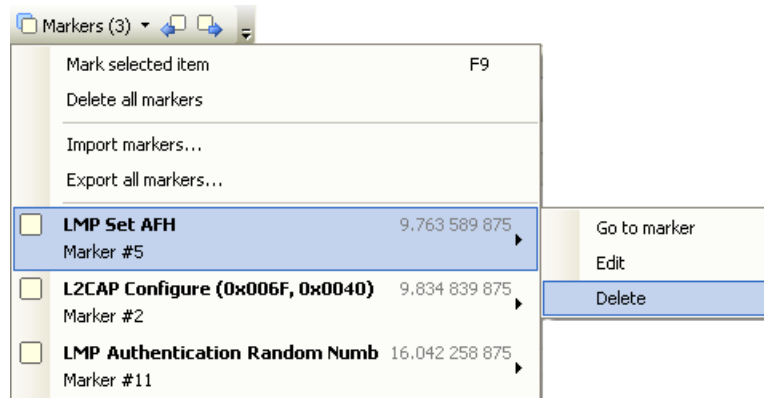 Markers (3)
Mark selected item F9
Delete all markers
Import markers...
Export all markers...
LMP Set AFH 9.763 589 875
Marker #5
Go to marker
Edit
Delete
L2CAP Configure (0x006F, 0x0040) 9.834 839 875
Marker #2
LMP Authentication Random Numb 16.042 258 875
Marker #11